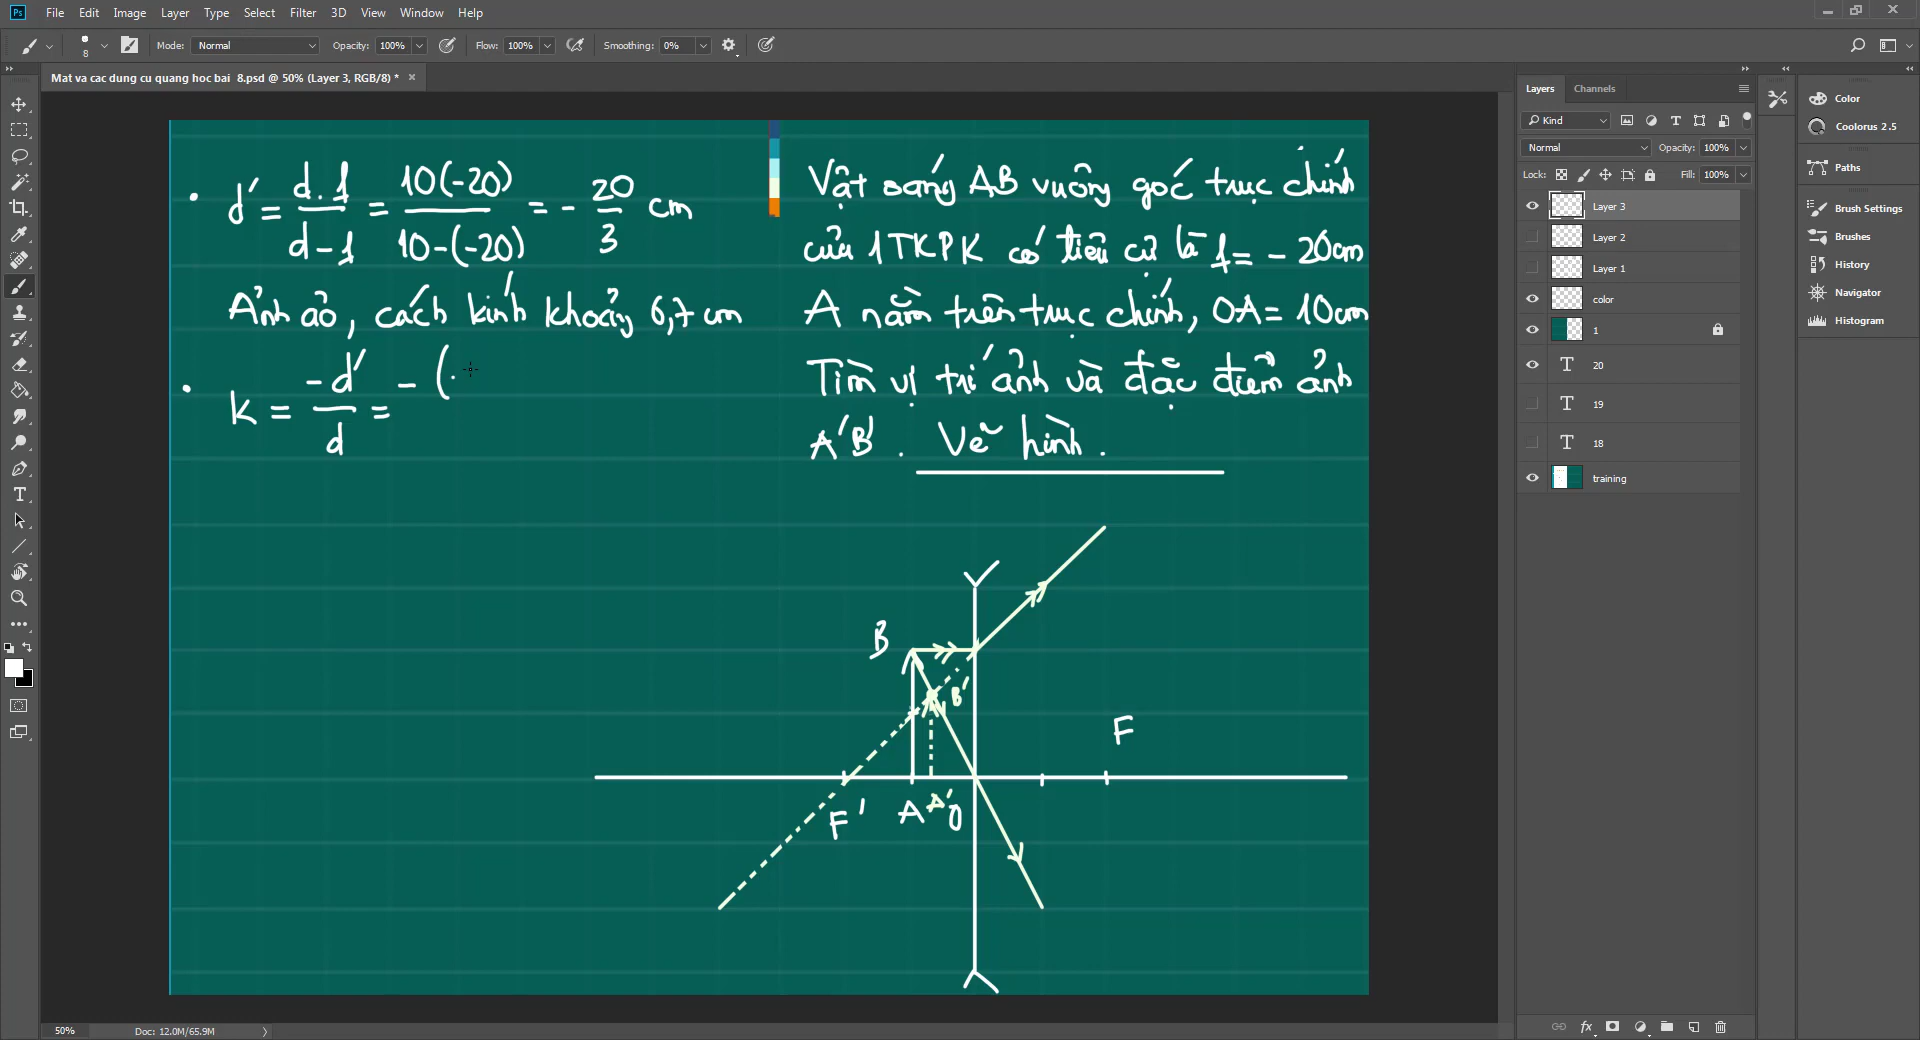 File Edit Image Layer Type Select Filter 3D View Window Help
8 Mode: Normal Opacity: 100% Flow: 100% Smoothing: 0%
Mat va cac dung cu quang hoc bai 8.psd @ 50% (Layer 3, RGB/8) *
d' = d.f / d-f = 10(-20) / 10-(-20) = - 20/3 cm
Ảnh ảo, cách kính khoảng 6,7 cm
k = -d' / d = - (
Vật sáng AB vuông góc trục chính
của 1 TKPK có tiêu cự là f = - 20cm
A nằm trên trục chính, OA = 10cm
Tìm vị trí ảnh và đặc điểm ảnh
A'B'. Vẽ hình.
B
B'
F
F' A A' O
50% Doc: 12.0M/65.9M
Layers Channels
Kind
Normal Opacity: 100%
Lock: Fill: 100%
Layer 3
Layer 2
Layer 1
color
1
20
19
18
training
Color
Coolorus 2.5
Paths
Brush Settings
Brushes
History
Navigator
Histogram